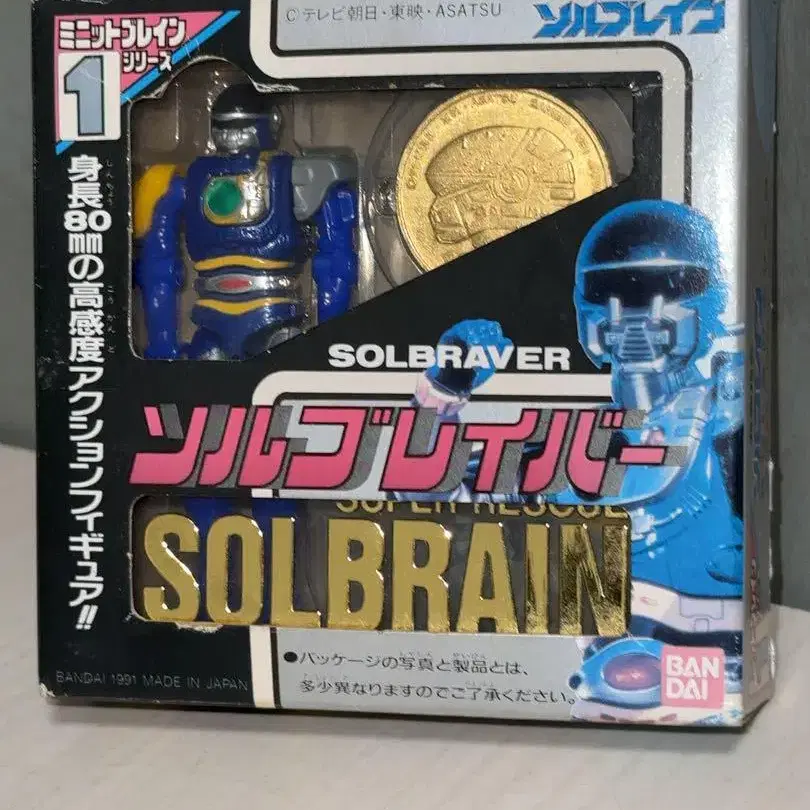 ミニットブレイン
シリーズ
1
©テレビ朝日・東映・ASATSU
ソルブレイン
身長80mmの高感度アクションフィギュア!!
SOLBRAVER
ソルブレイバー
SUPER RESCUE
SOLBRAIN
●パッケージの写真と製品とは、
多少異なりますのでご了承ください。
BANDAI 1991 MADE IN JAPAN
BAN
DAI